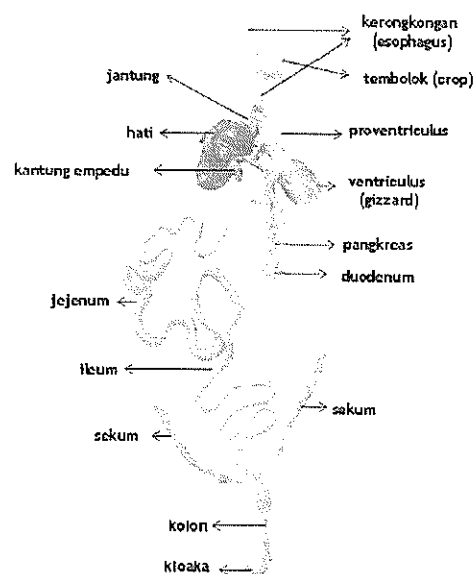 kerongkongan
(esophagus)
jantung
tembolok (crop)
hati
proventriculus
kantung empedu
ventriculus
(gizzard)
pangkreas
duodenum
jejenum
ileum
sekum
sekum
kolon
kloaka